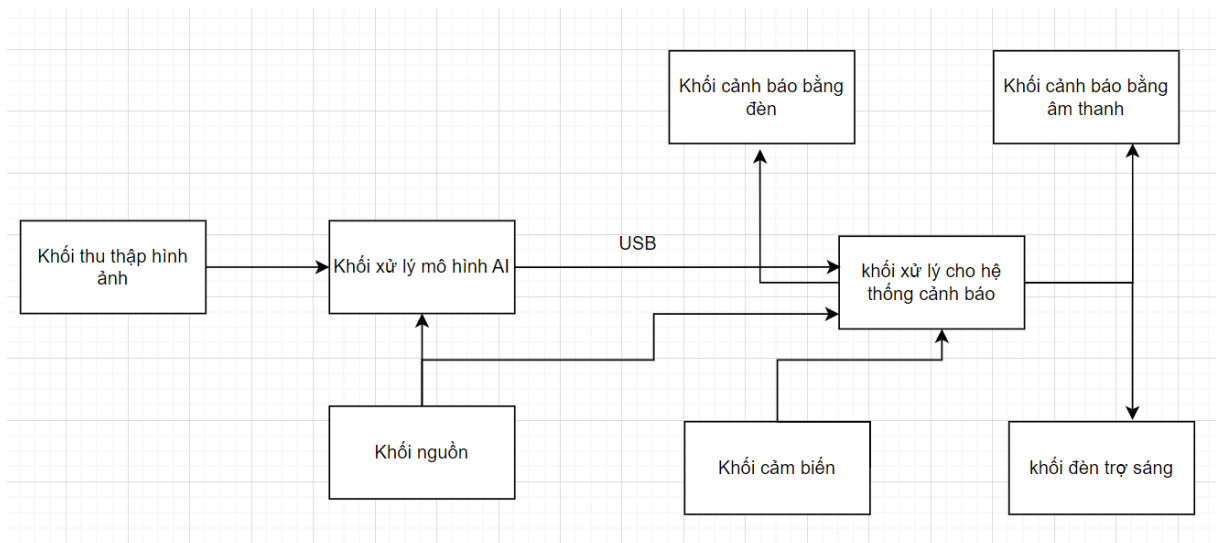 Khối cảnh báo bằng
đèn
Khối cảnh báo bằng
âm thanh
Khối thu thập hình
ảnh
Khối xử lý mô hình AI
USB
khối xử lý cho hệ
thống cảnh báo
Khối nguồn
Khối cảm biến
khối đèn trợ sáng